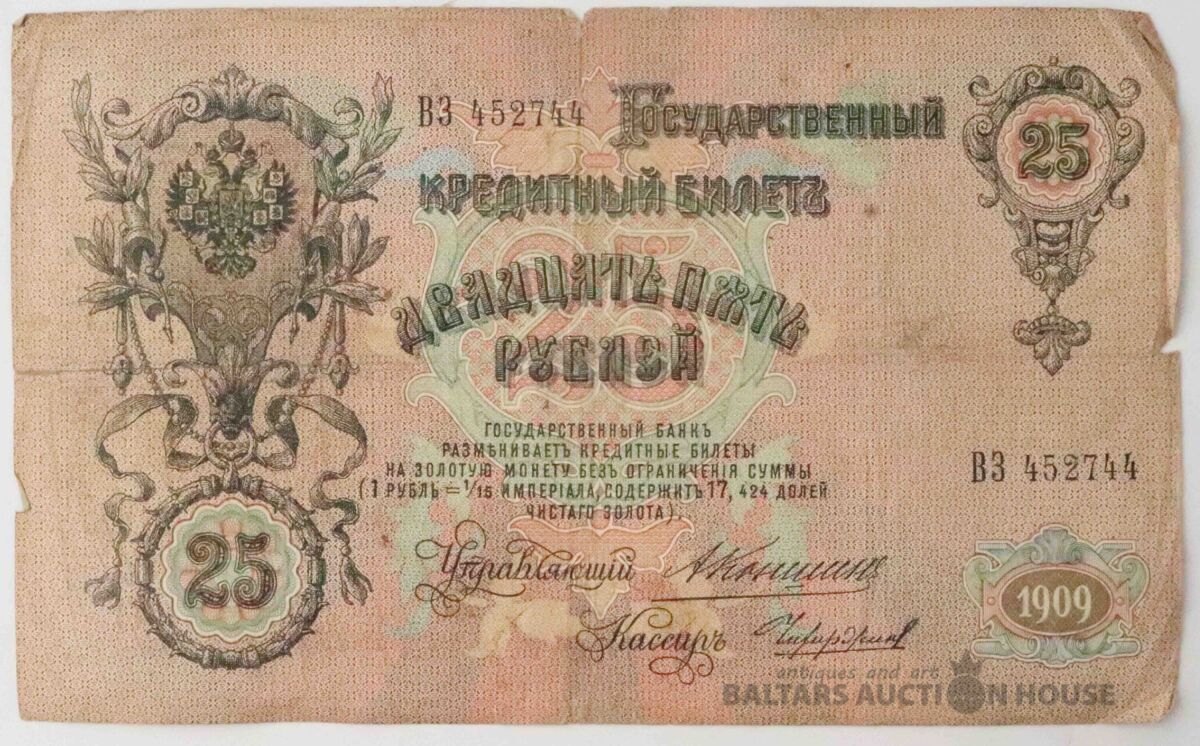 ВЗ 452744 Государственный
25
Кредитный Билетъ
Двадцать пять
рублей
ГОСУДАРСТВЕННЫЙ БАНКЪ
РАЗМѢНИВАЕТЪ КРЕДИТНЫЕ БИЛЕТЫ
НА ЗОЛОТУЮ МОНЕТУ БЕЗЪ ОГРАНИЧЕНІЯ СУММЫ
(1 РУБЛЬ = 1/15 ИМПЕРІАЛА, СОДЕРЖИТЪ 17, 424 ДОЛЕЙ
ЧИСТАГО ЗОЛОТА).
ВЗ 452744
25
25
Управляющій АКоншинъ
Кассиръ
1909
antiques and art
BALTARS AUCTION HOUSE